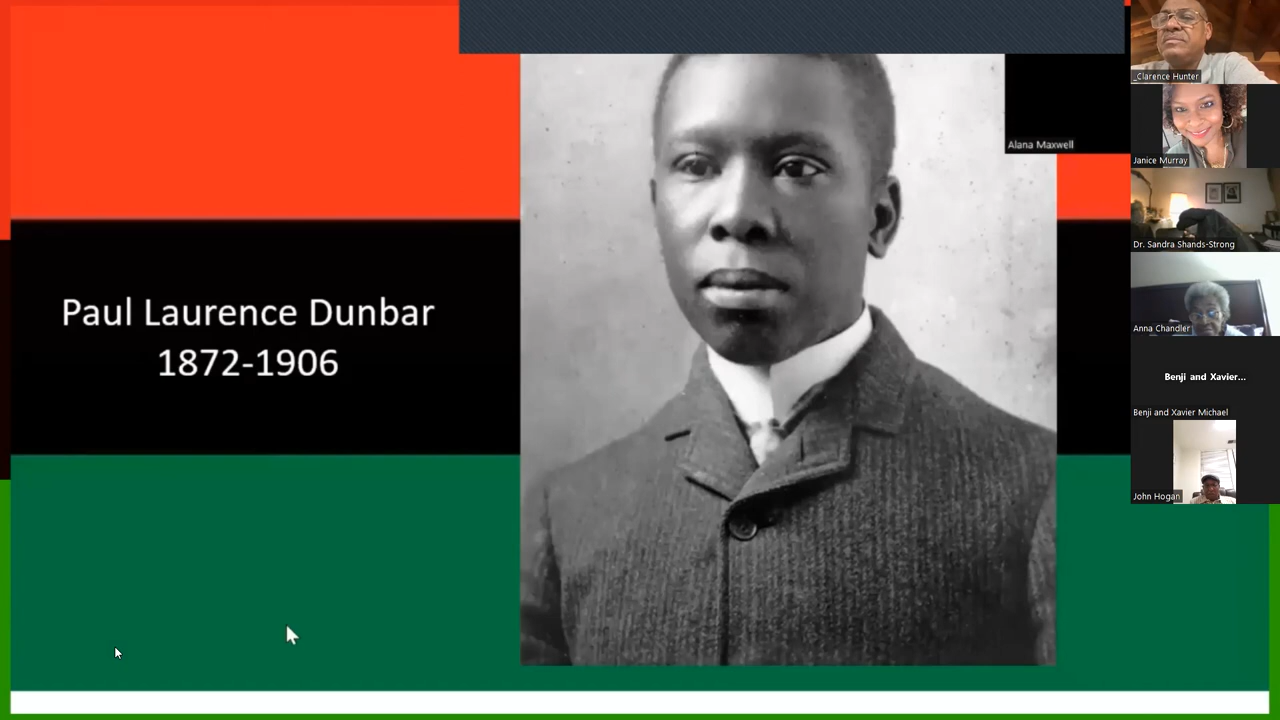 Paul Laurence Dunbar
1872-1906
Alana Maxwell
_Clarence Hunter
Janice Murray
Dr. Sandra Shands-Strong
Anna Chandler
Benji and Xavier...
Benji and Xavier Michael
John Hogan